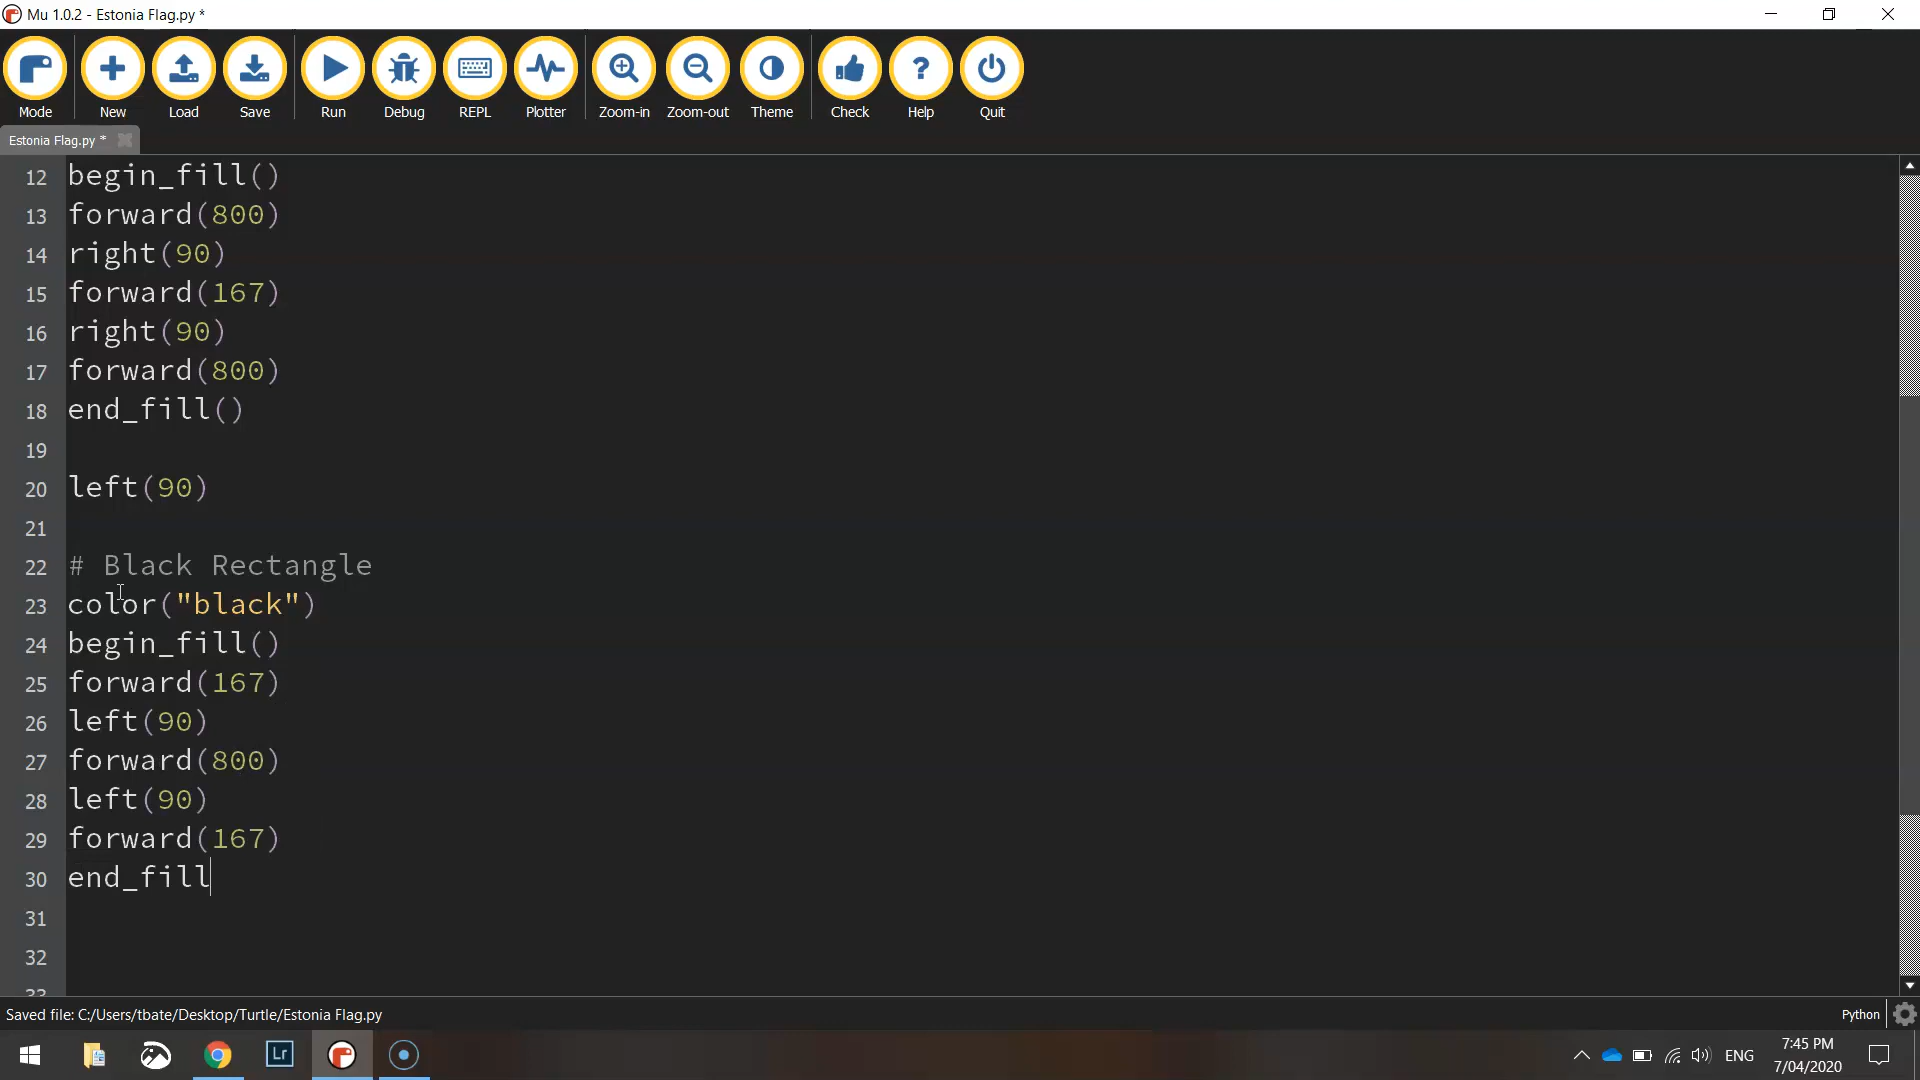 Mu 1.0.2 - Estonia Flag.py *
Mode New Load Save Run Debug REPL Plotter Zoom-in Zoom-out Theme Check Help Quit
Estonia Flag.py *
12 begin_fill()
13 forward(800)
14 right(90)
15 forward(167)
16 right(90)
17 forward(800)
18 end_fill()
19
20 left(90)
21
22 # Black Rectangle
23 color("black")
24 begin_fill()
25 forward(167)
26 left(90)
27 forward(800)
28 left(90)
29 forward(167)
30 end_fill
31
32
33
Saved file: C:/Users/tbate/Desktop/Turtle/Estonia Flag.py Python
Lr ENG 7:45 PM
7/04/2020